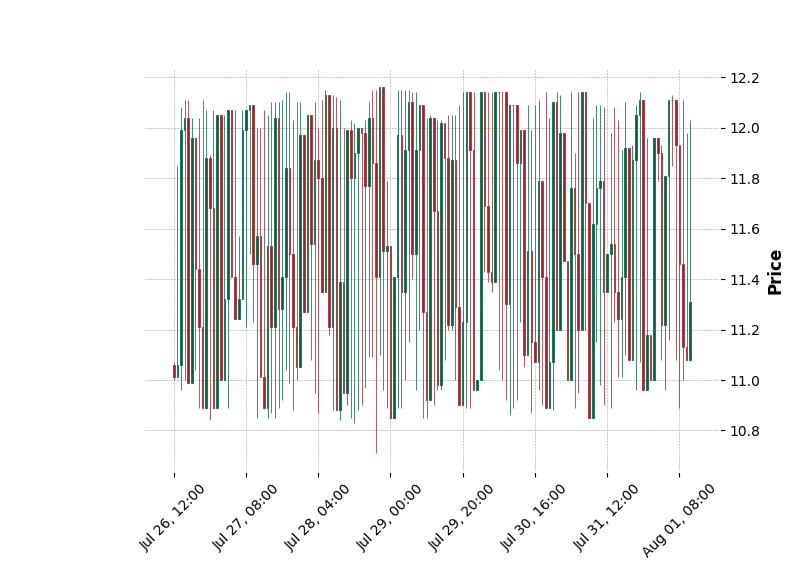 12.2
12.0
11.8
11.6
11.4
11.2
11.0
10.8
Price
Jul 26, 12:00
Jul 27, 08:00
Jul 28, 04:00
Jul 29, 00:00
Jul 29, 20:00
Jul 30, 16:00
Jul 31, 12:00
Aug 01, 08:00